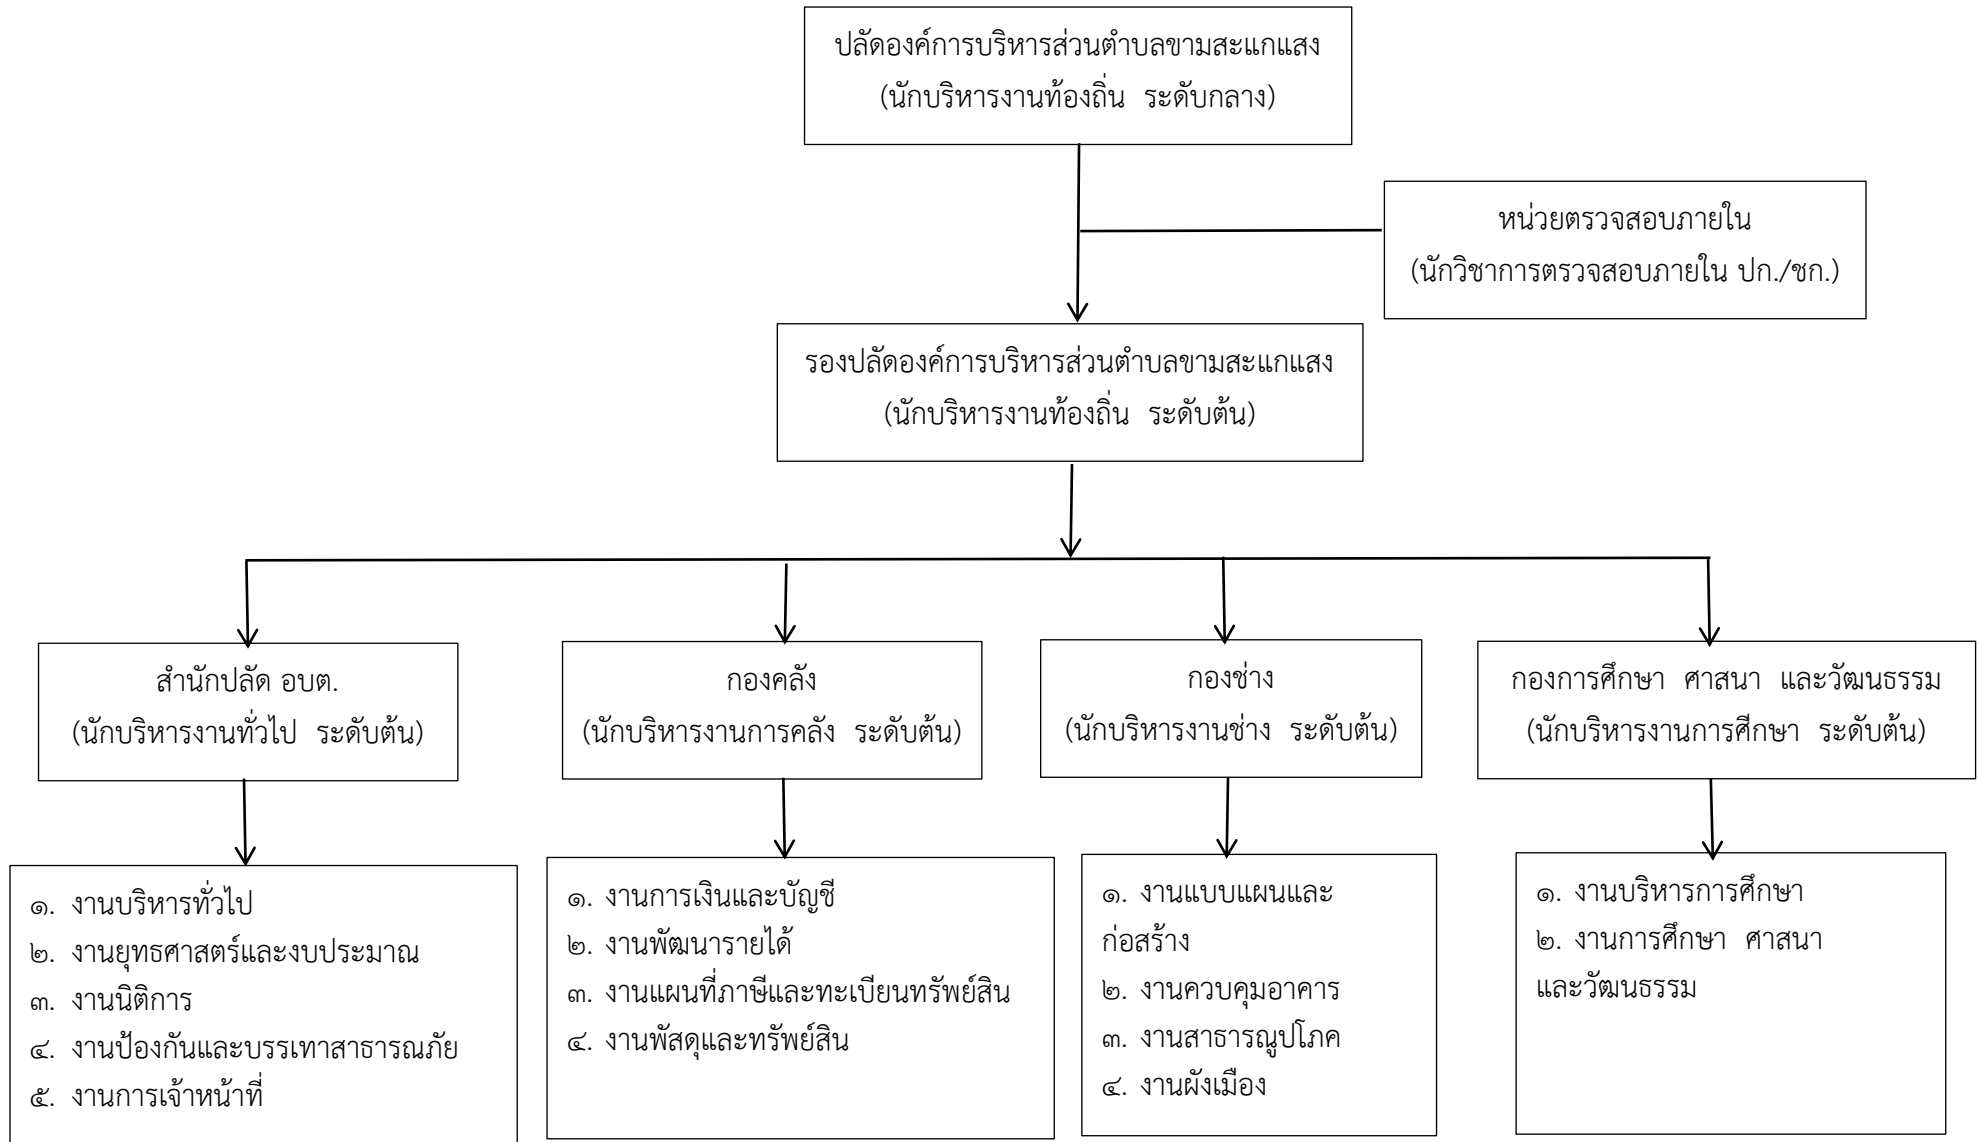 ปลัดองค์การบริหารส่วนตำบลขามสะแกแสง
(นักบริหารงานท้องถิ่น ระดับกลาง)
หน่วยตรวจสอบภายใน
(นักวิชาการตรวจสอบภายใน ปก./ชก.)
รองปลัดองค์การบริหารส่วนตำบลขามสะแกแสง
(นักบริหารงานท้องถิ่น ระดับต้น)
สำนักปลัด อบต.
(นักบริหารงานทั่วไป ระดับต้น)
กองคลัง
(นักบริหารงานการคลัง ระดับต้น)
กองช่าง
(นักบริหารงานช่าง ระดับต้น)
กองการศึกษา ศาสนา และวัฒนธรรม
(นักบริหารงานการศึกษา ระดับต้น)
๑. งานบริหารทั่วไป
๒. งานยุทธศาสตร์และงบประมาณ
๓. งานนิติการ
๔. งานป้องกันและบรรเทาสาธารณภัย
๕. งานการเจ้าหน้าที่
๑. งานการเงินและบัญชี
๒. งานพัฒนารายได้
๓. งานแผนที่ภาษีและทะเบียนทรัพย์สิน
๔. งานพัสดุและทรัพย์สิน
๑. งานแบบแผนและ
ก่อสร้าง
๒. งานควบคุมอาคาร
๓. งานสาธารณูปโภค
๔. งานผังเมือง
๑. งานบริหารการศึกษา
๒. งานการศึกษา ศาสนา
และวัฒนธรรม